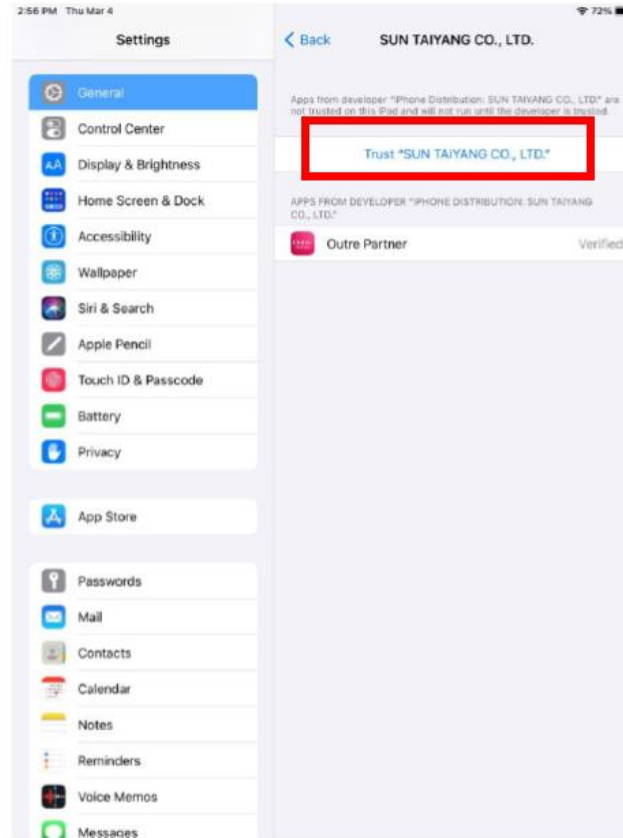 2:56 PM Thu Mar 4
72%
Settings
General
Control Center
Display & Brightness
Home Screen & Dock
Accessibility
Wallpaper
Siri & Search
Apple Pencil
Touch ID & Passcode
Battery
Privacy
App Store
Passwords
Mail
Contacts
Calendar
Notes
Reminders
Voice Memos
Messages
Back
SUN TAIYANG CO., LTD.
Apps from developer "iPhone Distribution: SUN TAIYANG CO., LTD." are
not trusted on this iPad and will not run until the developer is trusted.
Trust "SUN TAIYANG CO., LTD."
APPS FROM DEVELOPER "IPHONE DISTRIBUTION: SUN TAIYANG
CO., LTD."
Outre Partner
Verified